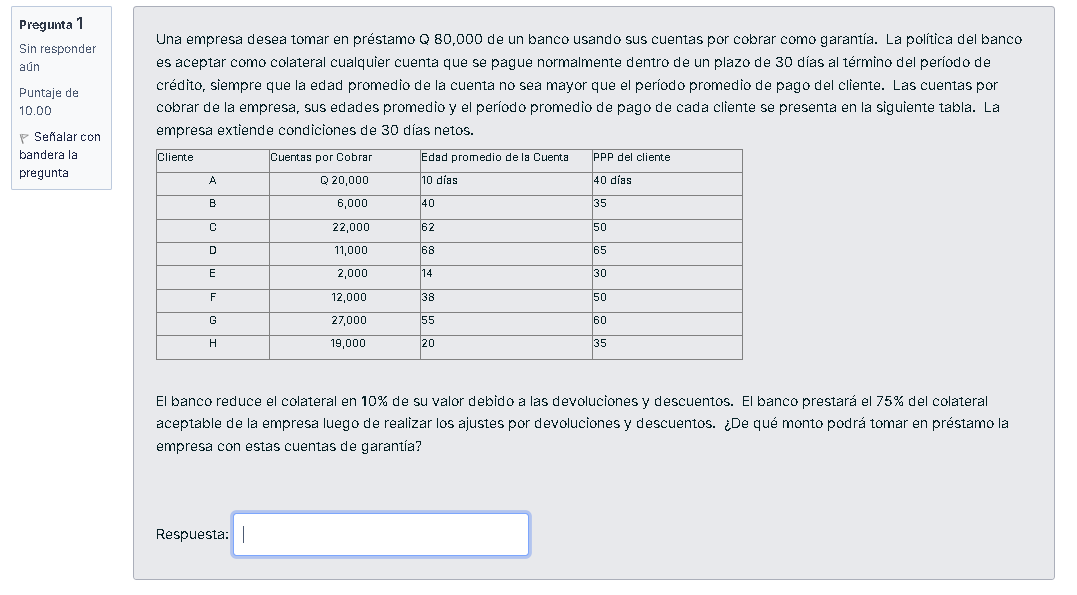 Pregunta 1
Sin responder
aún
Puntaje de
10.00
Señalar con
bandera la
pregunta
Una empresa desea tomar en préstamo Q 80,000 de un banco usando sus cuentas por cobrar como garantía. La política del banco
es aceptar como colateral cualquier cuenta que se pague normalmente dentro de un plazo de 30 días al término del período de
crédito, siempre que la edad promedio de la cuenta no sea mayor que el período promedio de pago del cliente. Las cuentas por
cobrar de la empresa, sus edades promedio y el período promedio de pago de cada cliente se presenta en la siguiente tabla. La
empresa extiende condiciones de 30 días netos.
Cliente Cuentas por Cobrar Edad promedio de la Cuenta PPP del cliente
A Q 20,000 10 días 40 días
B 6,000 40 35
C 22,000 62 50
D 11,000 68 65
E 2,000 14 30
F 12,000 38 50
G 27,000 55 60
H 19,000 20 35
El banco reduce el colateral en 10% de su valor debido a las devoluciones y descuentos. El banco prestará el 75% del colateral
aceptable de la empresa luego de realizar los ajustes por devoluciones y descuentos. ¿De qué monto podrá tomar en préstamo la
empresa con estas cuentas de garantía?
Respuesta: